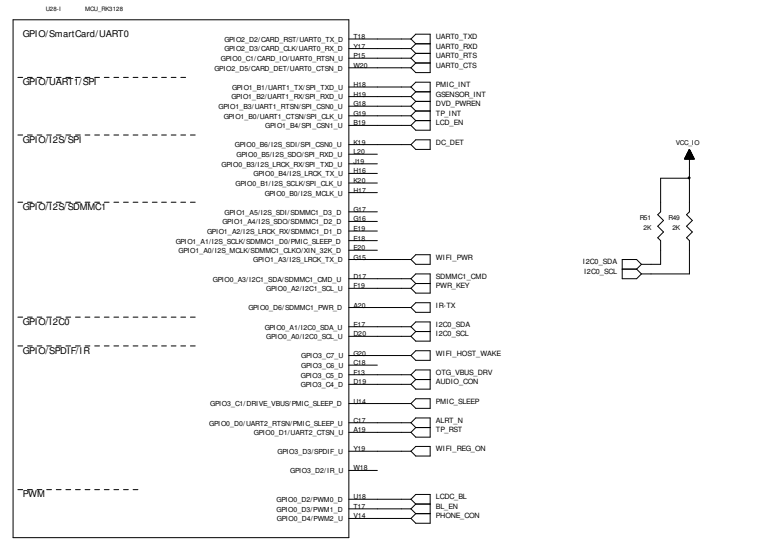 U28-I MCU_RK3128
GPIO/SmartCard/UART0
GPIO2_D2/CARD_RST/UART0_TX_D T18 UART0_TXD
GPIO2_D3/CARD_CLK/UART0_RX_D Y17 UART0_RXD
GPIO0_C1/CARD_IO/UART0_RTSN_U P15 UART0_RTS
GPIO2_D5/CARD_DET/UART0_CTSN_D W20 UART0_CTS
GPIO/UART1/SPI
GPIO1_B1/UART1_TX/SPI_TXD_U H18 PMIC_INT
GPIO1_B2/UART1_RX/SPI_RXD_U H19 GSENSOR_INT
GPIO1_B3/UART1_RTSN/SPI_CSN0_U G18 DVD_PWREN
GPIO1_B0/UART1_CTSN/SPI_CLK_U G19 TP_INT
GPIO1_B4/SPI_CSN1_U B19 LCD_EN
GPIO/I2S/SPI
GPIO0_B6/I2S_SDI/SPI_CSN0_U K19 DC_DET
GPIO0_B5/I2S_SDO/SPI_RXD_U L20
GPIO0_B3/I2S_LRCK_RX/SPI_TXD_U J19
GPIO0_B4/I2S_LRCK_TX_U H16
GPIO0_B1/I2S_SCLK/SPI_CLK_U K20
GPIO0_B0/I2S_MCLK_U H17
GPIO/I2S/SDMMC1
GPIO1_A5/I2S_SDI/SDMMC1_D3_D G17
GPIO1_A4/I2S_SDO/SDMMC1_D2_D G16
GPIO1_A2/I2S_LRCK_RX/SDMMC1_D1_D E19
GPIO1_A1/I2S_SCLK/SDMMC1_D0/PMIC_SLEEP_D F18
GPIO1_A0/I2S_MCLK/SDMMC1_CLKO/XIN_32K_D F20
GPIO1_A3/I2S_LRCK_TX_D G15 WIFI_PWR
GPIO0_A3/I2C1_SDA/SDMMC1_CMD_U D17 SDMMC1_CMD
GPIO0_A2/I2C1_SCL_U F19 PWR_KEY
GPIO0_D6/SDMMC1_PWR_D A20 IR-TX
GPIO/I2C0
GPIO0_A1/I2C0_SDA_U E17 I2C0_SDA
GPIO0_A0/I2C0_SCL_U D20 I2C0_SCL
GPIO/SPDIF/IR
GPIO3_C7_U G20 WIFI_HOST_WAKE
GPIO3_C6_U C18
GPIO3_C5_D F13 OTG_VBUS_DRV
GPIO3_C4_D D19 AUDIO_CON
GPIO3_C1/DRIVE_VBUS/PMIC_SLEEP_D U14 PMIC_SLEEP
GPIO0_D0/UART2_RTSN/PMIC_SLEEP_U C17 ALRT_N
GPIO0_D1/UART2_CTSN_U A19 TP_RST
GPIO3_D3/SPDIF_U Y19 WIFI_REG_ON
GPIO3_D2/IR_U W18
PWM
GPIO0_D2/PWM0_D U18 LCDC_BL
GPIO0_D3/PWM1_D T17 BL_EN
GPIO0_D4/PWM2_U V14 PHONE_CON
VCC_IO
R51 R49
2K 2K
I2C0_SDA
I2C0_SCL